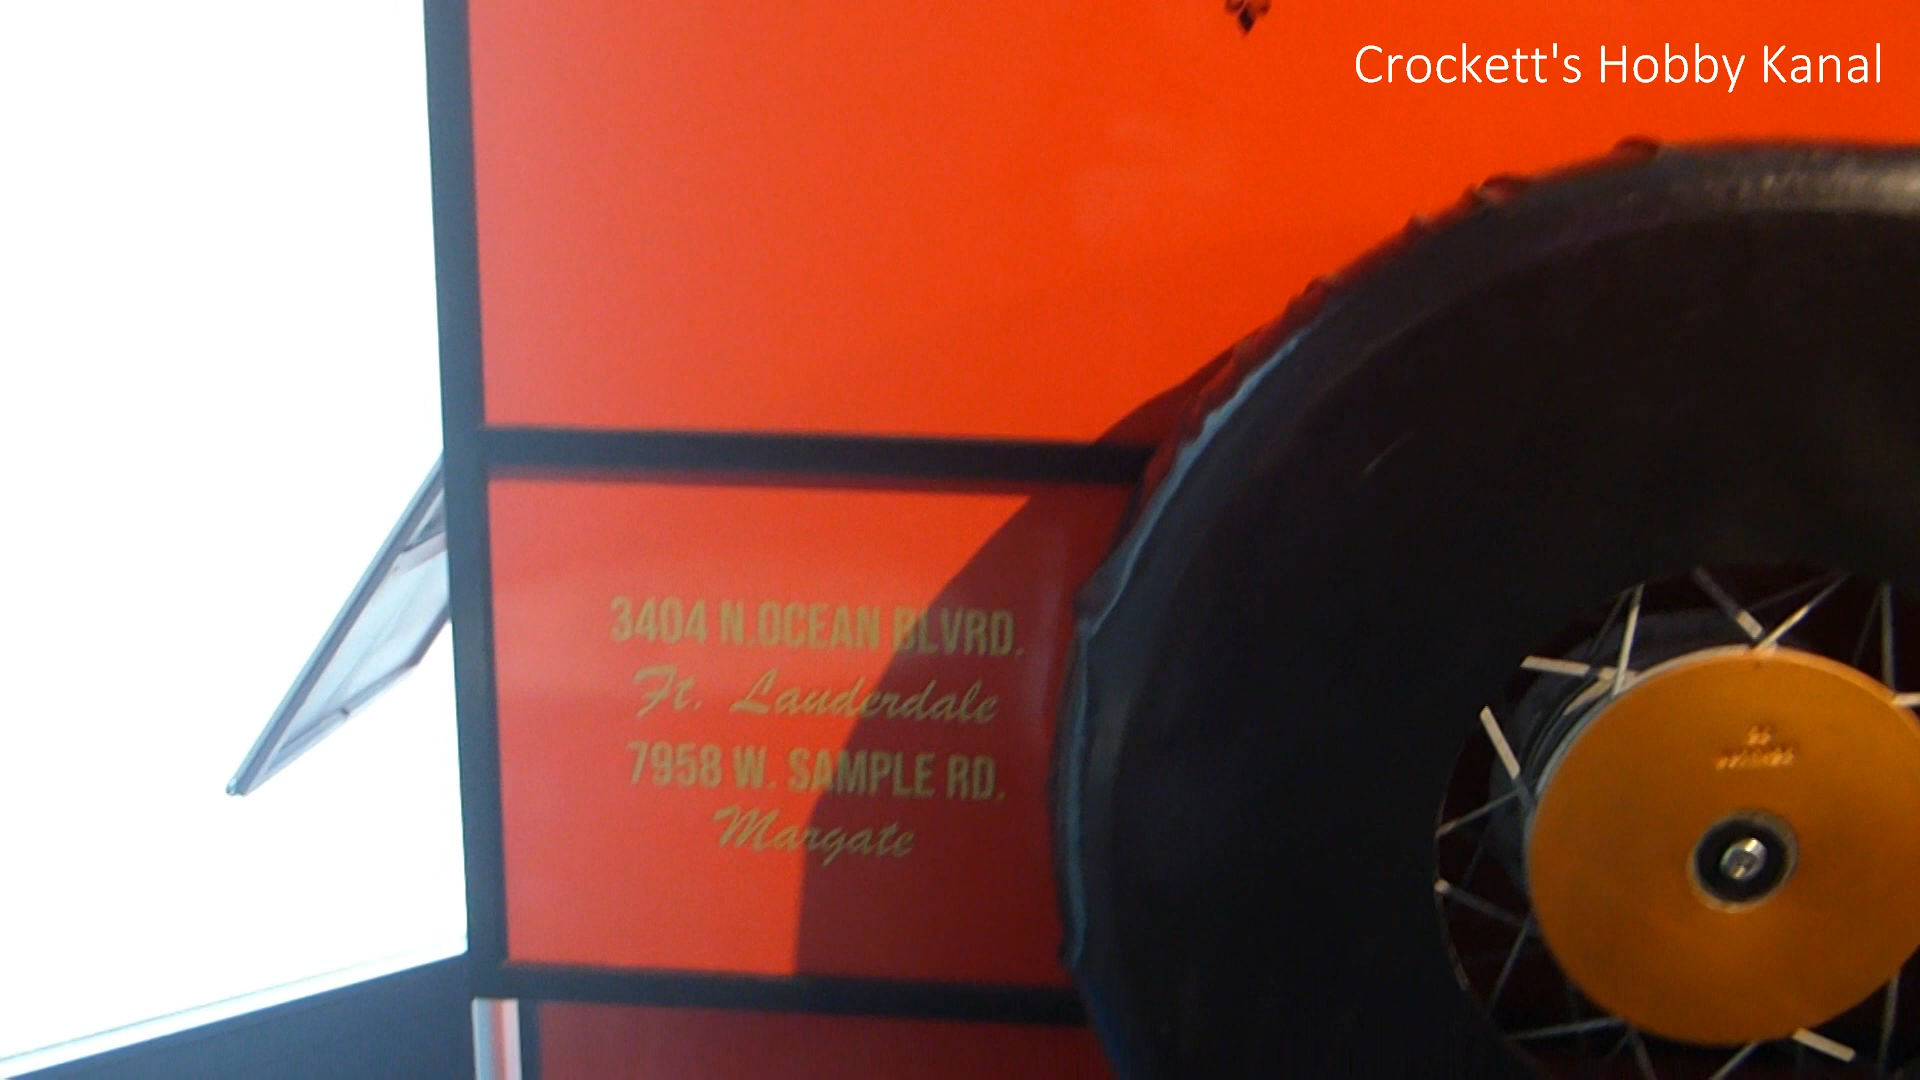 Crockett's Hobby Kanal
3404 N.OCEAN BLVRD.
Ft. Lauderdale
7958 W. SAMPLE RD.
Margate